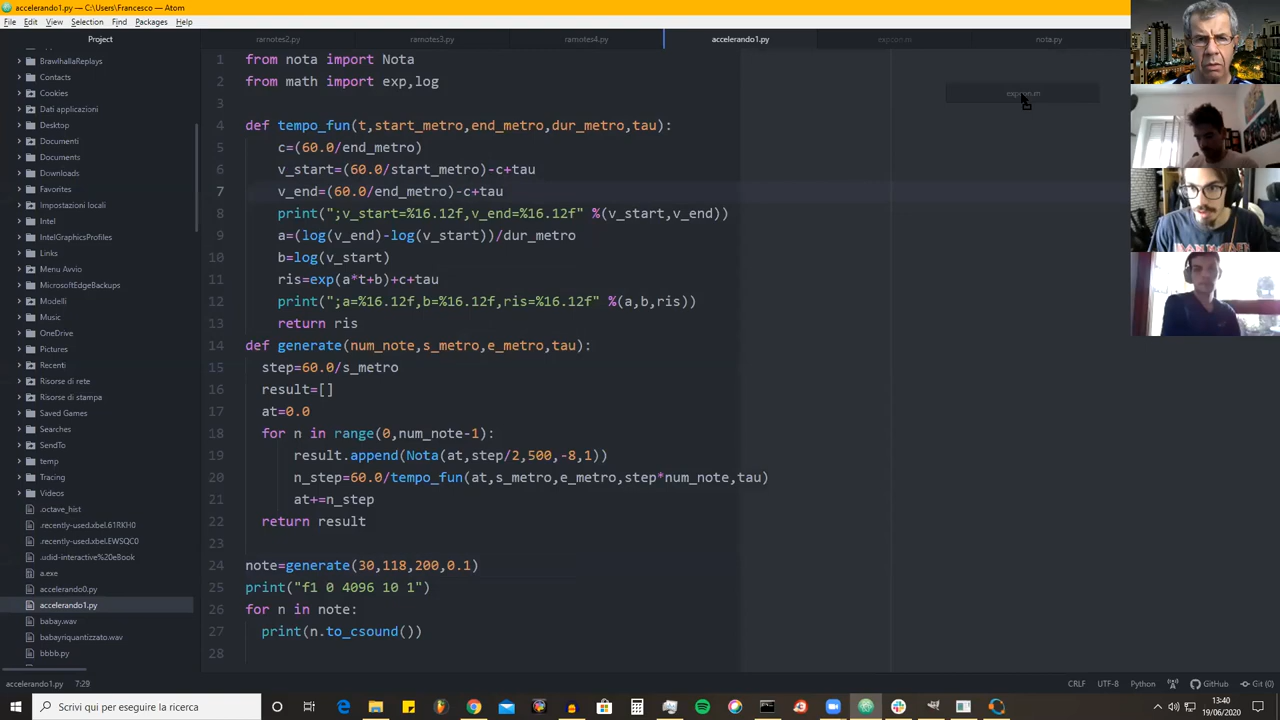 accelerando1.py — C:\Users\Francesco — Atom
File Edit View Selection Find Packages Help
Project
rarnotes2.py ramotes3.py ramotes4.py accelerando1.py expon.m nota.py
expon.m
BrawlhallaReplays
Contacts
Cookies
Dati applicazioni
Desktop
Documenti
Documents
Downloads
Favorites
Impostazioni locali
Intel
IntelGraphicsProfiles
Links
Menu Avvio
MicrosoftEdgeBackups
Modelli
Music
OneDrive
Pictures
Recenti
Risorse di rete
Risorse di stampa
Saved Games
Searches
SendTo
temp
Tracing
Videos
.octave_hist
.recently-used.xbel.61RKH0
.recently-used.xbel.EWSQC0
.udid-interactive%20eBook
a.exe
accelerando0.py
accelerando1.py
babay.wav
babayriquantizzato.wav
bbbb.py
1 from nota import Nota
2 from math import exp,log
3
4 def tempo_fun(t,start_metro,end_metro,dur_metro,tau):
5 c=(60.0/end_metro)
6 v_start=(60.0/start_metro)-c+tau
7 v_end=(60.0/end_metro)-c+tau
8 print(";v_start=%16.12f,v_end=%16.12f" %(v_start,v_end))
9 a=(log(v_end)-log(v_start))/dur_metro
10 b=log(v_start)
11 ris=exp(a*t+b)+c+tau
12 print(";a=%16.12f,b=%16.12f,ris=%16.12f" %(a,b,ris))
13 return ris
14 def generate(num_note,s_metro,e_metro,tau):
15 step=60.0/s_metro
16 result=[]
17 at=0.0
18 for n in range(0,num_note-1):
19 result.append(Nota(at,step/2,500,-8,1))
20 n_step=60.0/tempo_fun(at,s_metro,e_metro,step*num_note,tau)
21 at+=n_step
22 return result
23
24 note=generate(30,118,200,0.1)
25 print("f1 0 4096 10 1")
26 for n in note:
27 print(n.to_csound())
28
accelerando1.py 7:29 CRLF UTF-8 Python GitHub Git (0)
Scrivi qui per eseguire la ricerca
13:40
19/06/2020